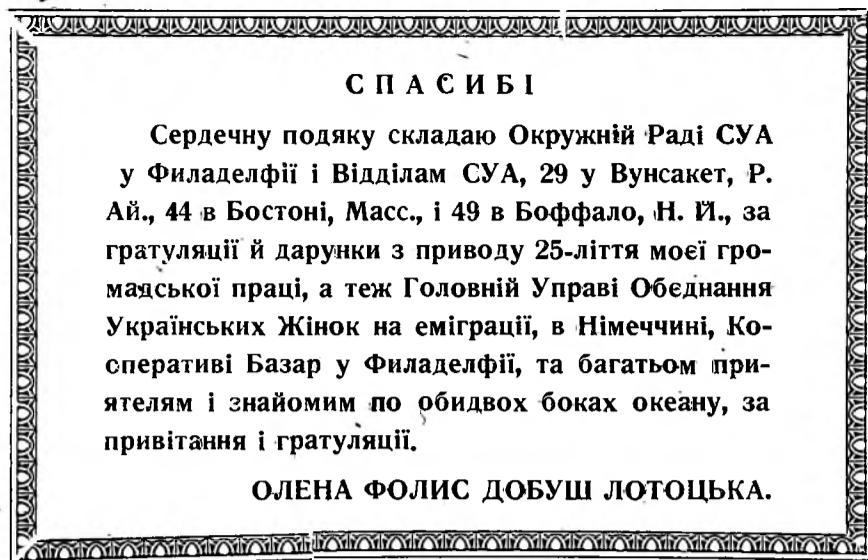 СПАСИБІ
Сердечну подяку складаю Окружній Раді СУА
у Филаделфії і Відділам СУА, 29 у Вунсакет, Р.
Ай., 44 в Бостоні, Масс., і 49 в Боффало, Н. Й., за
гратуляції й дарунки з приводу 25-ліття моєї гро-
мадської праці, а теж Головній Управі Обєднання
Українських Жінок на еміграції, в Німеччині, Ко-
оперативі Базар у Филаделфії, та багатьом при-
ятелям і знайомим по обидвох боках океану, за
привітання і гратуляції.
ОЛЕНА ФОЛИС ДОБУШ ЛОТОЦЬКА.